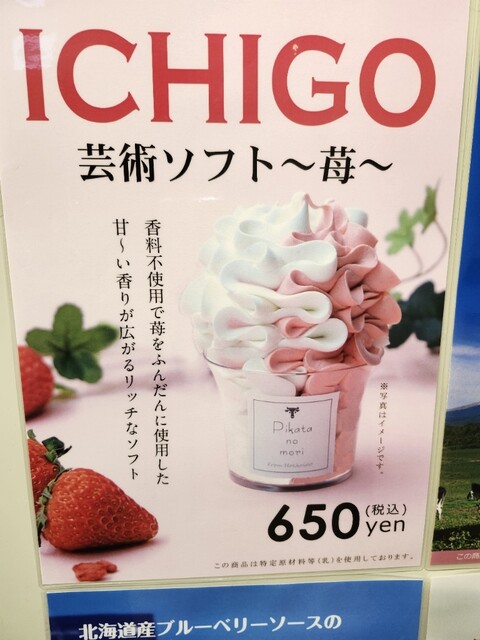 ICHIGO
芸術ソフト〜苺〜
香料不使用で苺をふんだんに使用した
甘〜い香りが広がるリッチなソフト
※写真はイメージです。
Pikata
no
mori
650 (税込) yen
この商品は特定原材料等(乳)を使用しております。
この商
北海道産ブルーベリーソースの